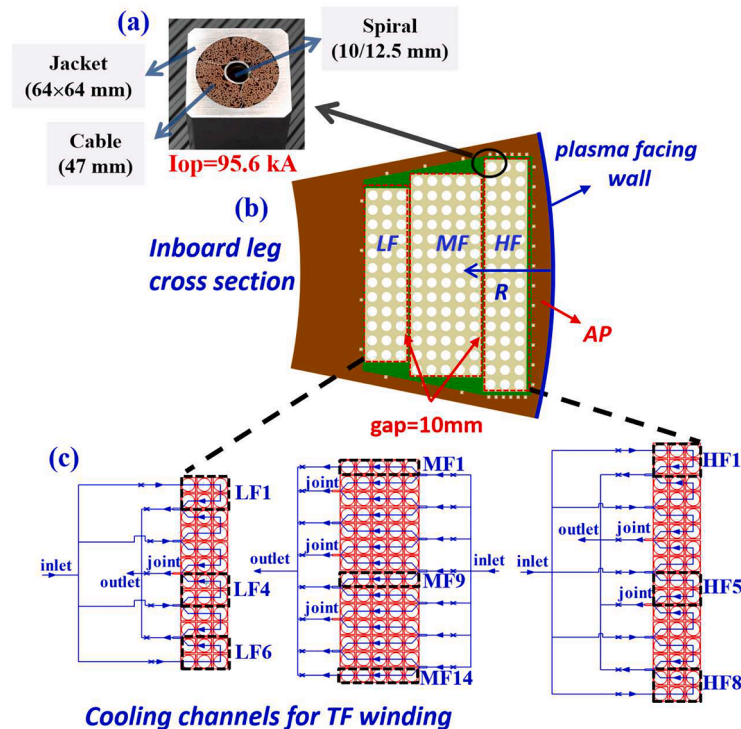 (a)
Spiral
(10/12.5 mm)
Jacket
(64×64 mm)
Cable
(47 mm)
Iop=95.6 kA
plasma facing
wall
(b)
Inboard leg
cross section
LF
MF
HF
R
AP
gap=10mm
(c)
LF1
joint
inlet
outlet
LF4
LF6
MF1
joint
joint
outlet
inlet
MF9
joint
MF14
HF1
outlet
joint
inlet
HF5
joint
HF8
Cooling channels for TF winding